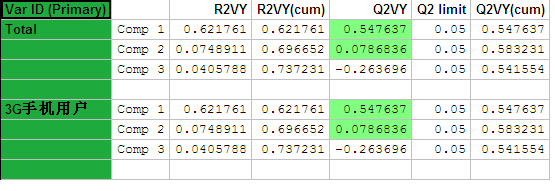 Var ID (Primary) R2VY R2VY(cum) Q2VY Q2 limit Q2VY(cum)
Total Comp 1 0.621761 0.621761 0.547637 0.05 0.547637
Comp 2 0.0748911 0.696652 0.0786836 0.05 0.583231
Comp 3 0.0405788 0.737231 -0.263696 0.05 0.541554
3G手机用户 Comp 1 0.621761 0.621761 0.547637 0.05 0.547637
Comp 2 0.0748911 0.696652 0.0786836 0.05 0.583231
Comp 3 0.0405788 0.737231 -0.263696 0.05 0.541554